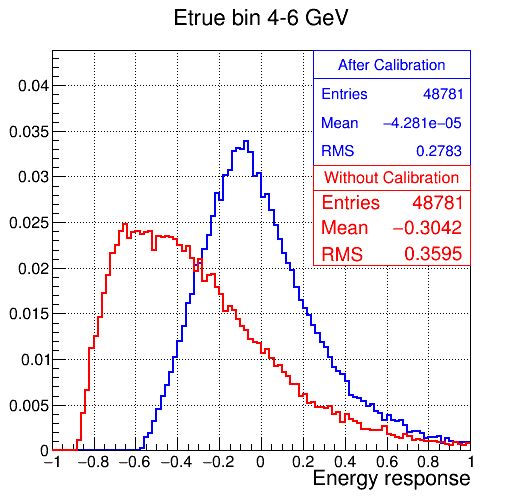 Etrue bin 4-6 GeV
After Calibration
Entries 48781
Mean −4.281e−05
RMS 0.2783
Without Calibration
Entries 48781
Mean −0.3042
RMS 0.3595
0.04
0.035
0.03
0.025
0.02
0.015
0.01
0.005
0
−1 −0.8 −0.6 −0.4 −0.2 0 0.2 0.4 0.6 0.8 1
Energy response